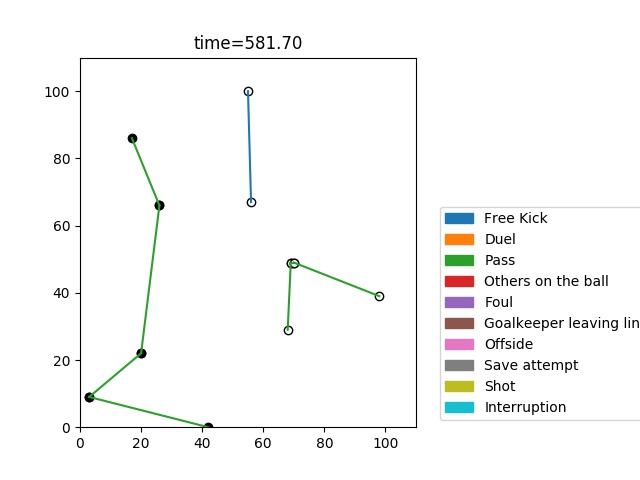 time=581.70
100
80
60
40
20
0
0 20 40 60 80 100
Free Kick
Duel
Pass
Others on the ball
Foul
Goalkeeper leaving lin
Offside
Save attempt
Shot
Interruption